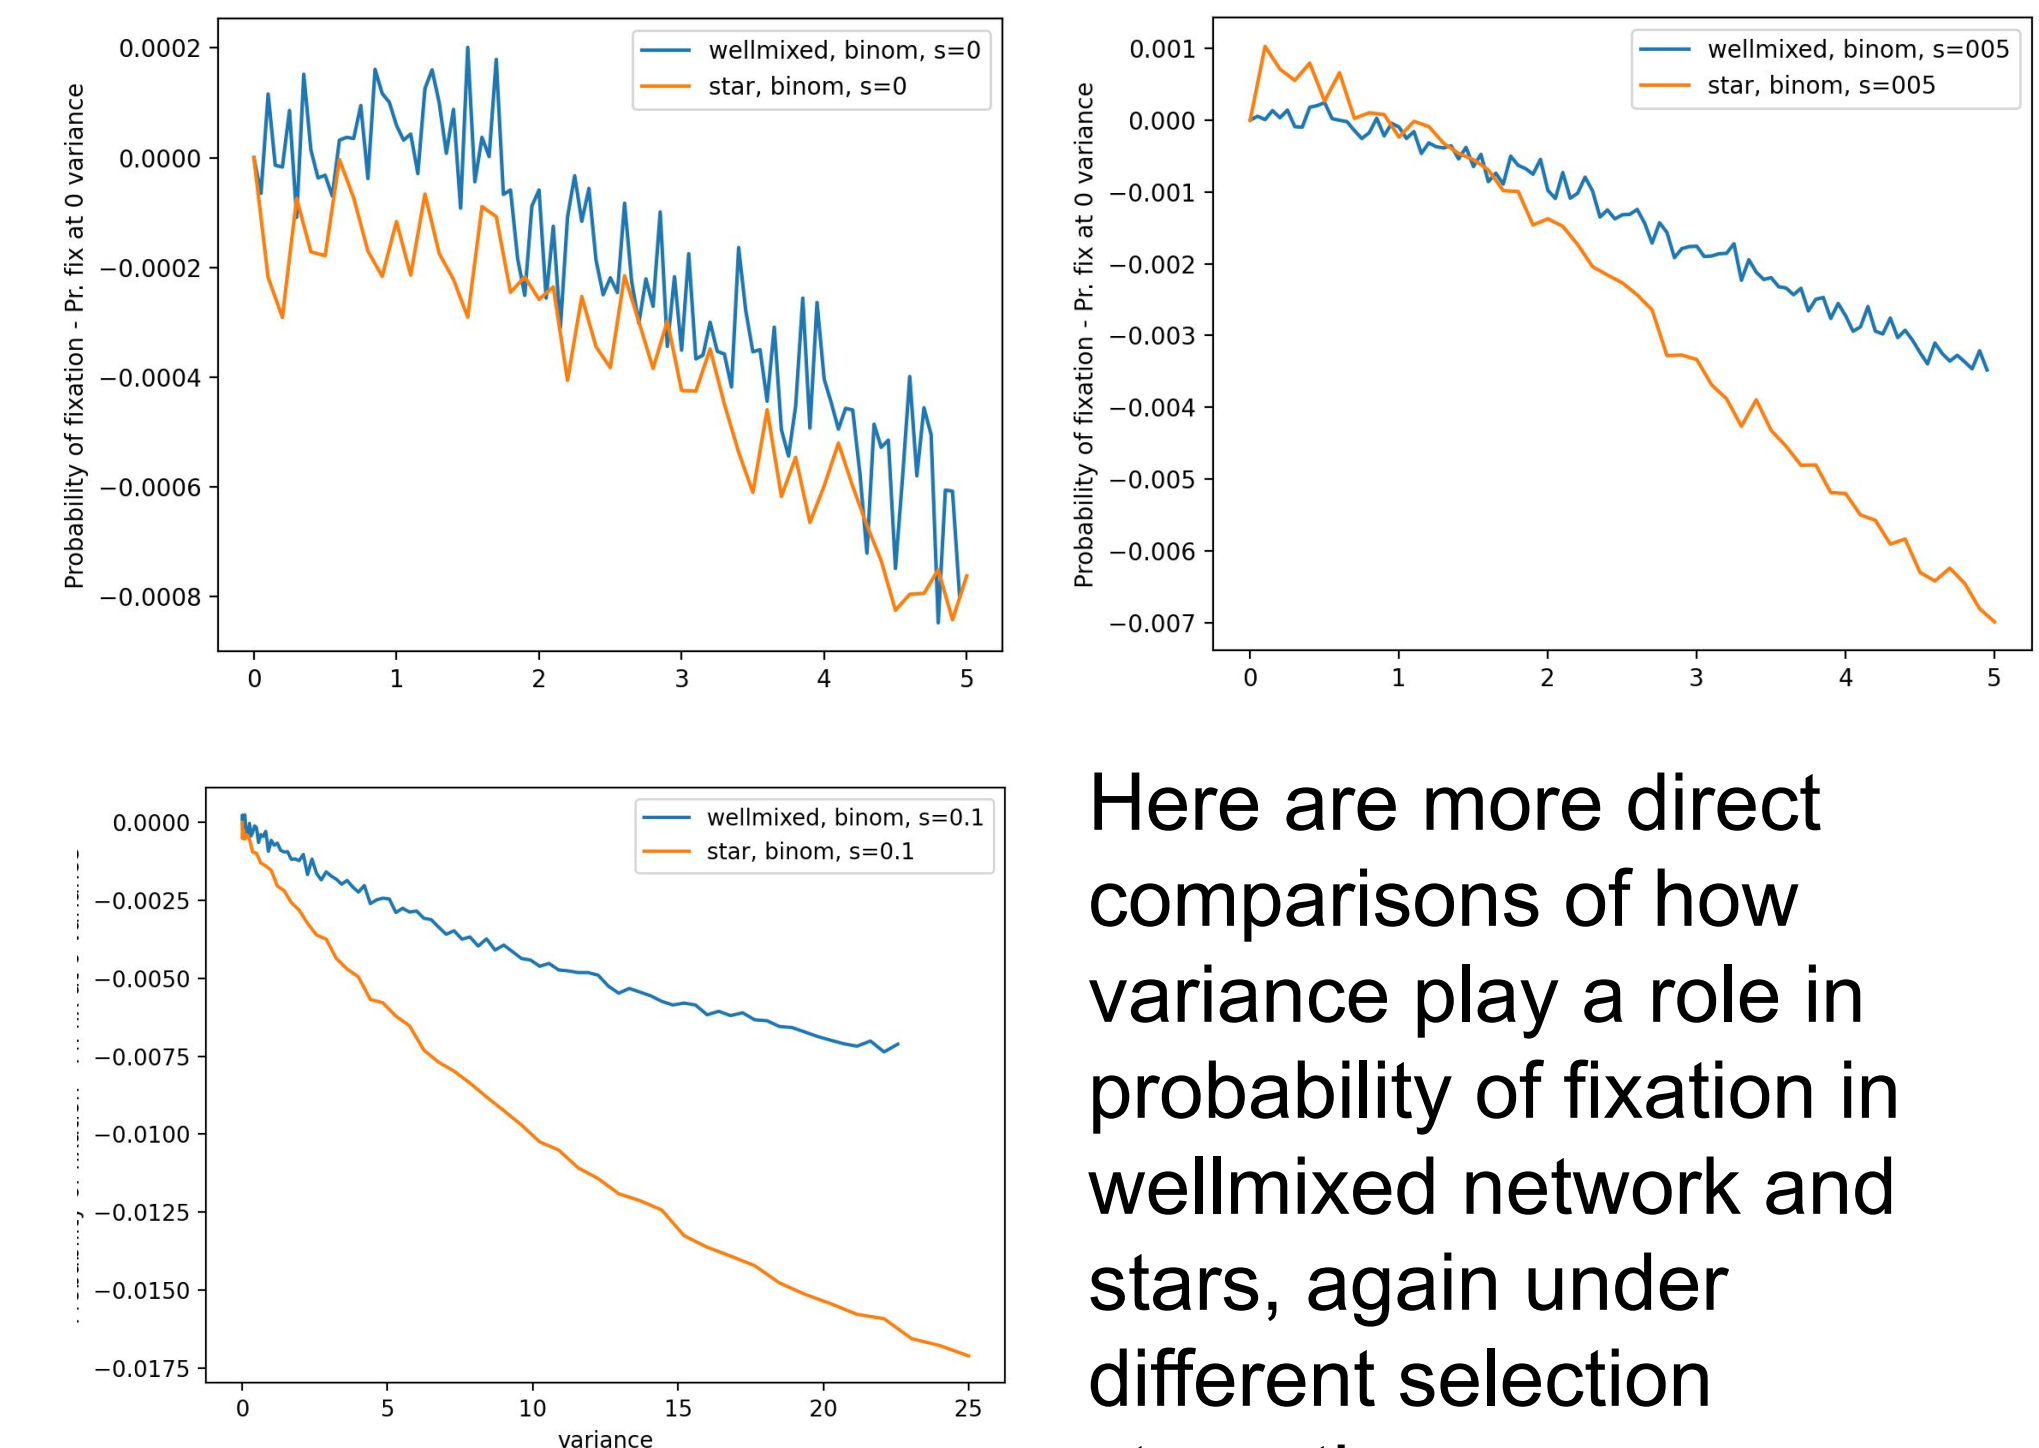 Probability of fixation - Pr. fix at 0 variance
0.0002
0.0000
−0.0002
−0.0004
−0.0006
−0.0008
wellmixed, binom, s=0
star, binom, s=0
0 1 2 3 4 5
Probability of fixation - Pr. fix at 0 variance
0.001
0.000
−0.001
−0.002
−0.003
−0.004
−0.005
−0.006
−0.007
wellmixed, binom, s=005
star, binom, s=005
0 1 2 3 4 5
0.0000
−0.0025
−0.0050
−0.0075
−0.0100
−0.0125
−0.0150
−0.0175
wellmixed, binom, s=0.1
star, binom, s=0.1
0 5 10 15 20 25
variance
Here are more direct
comparisons of how
variance play a role in
probability of fixation in
wellmixed network and
stars, again under
different selection